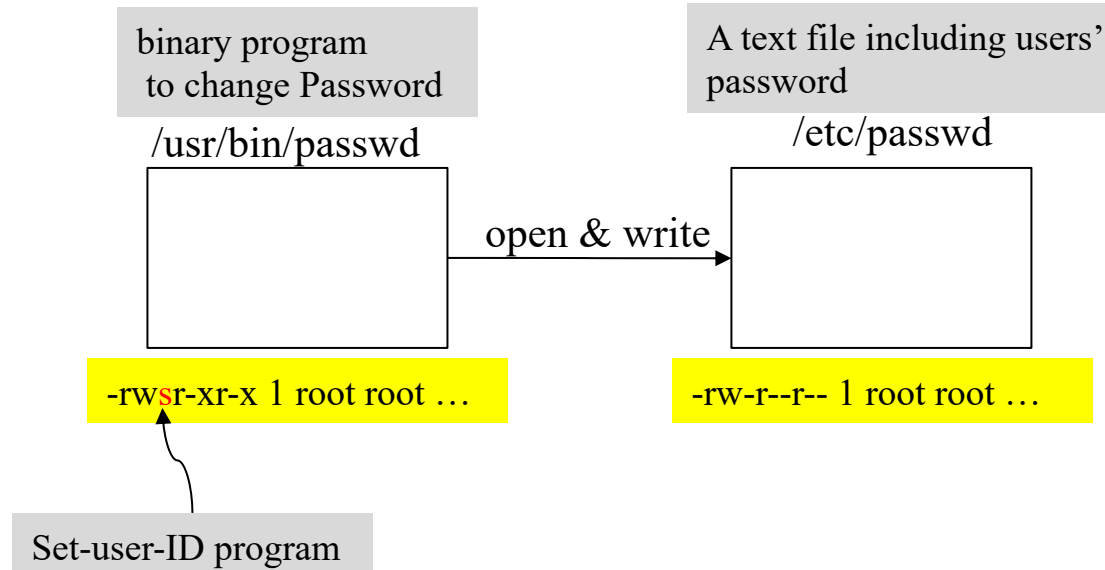 binary program
to change Password
/usr/bin/passwd
A text file including users’
password
/etc/passwd
open & write
-rwsr-xr-x 1 root root …
-rw-r--r-- 1 root root …
Set-user-ID program